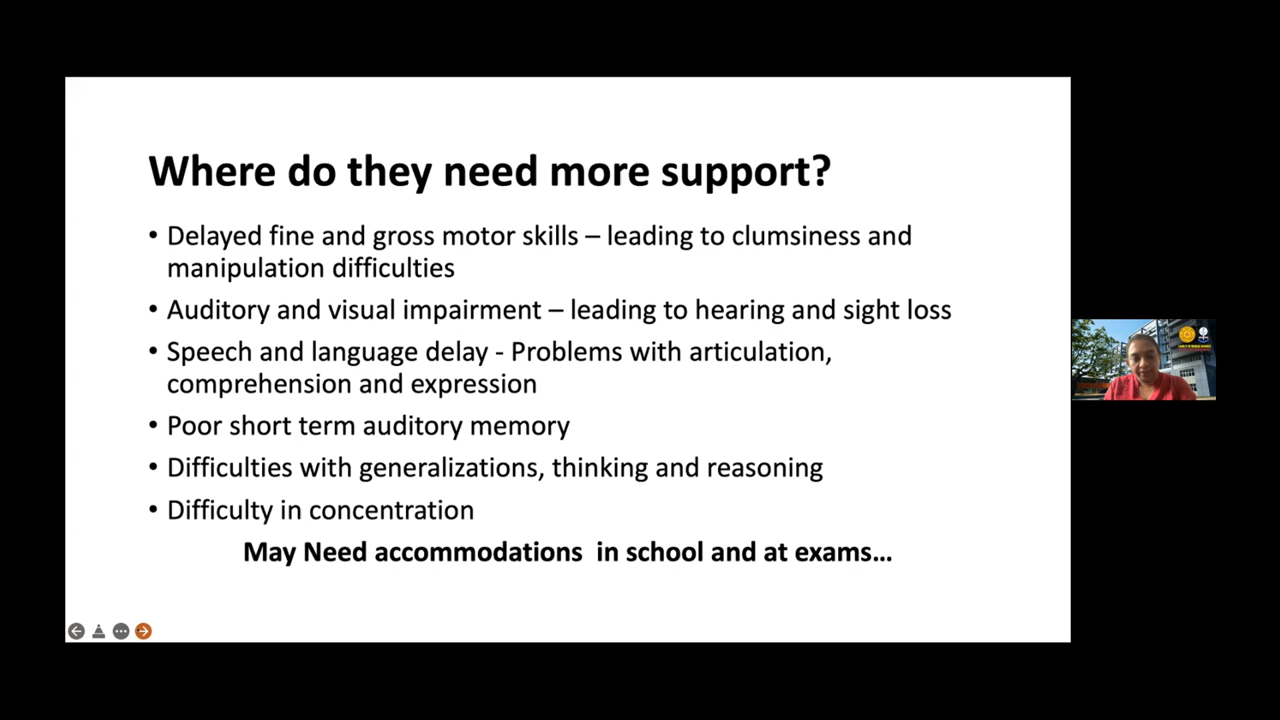 Where do they need more support?
• Delayed fine and gross motor skills – leading to clumsiness and
manipulation difficulties
• Auditory and visual impairment – leading to hearing and sight loss
• Speech and language delay - Problems with articulation,
comprehension and expression
• Poor short term auditory memory
• Difficulties with generalizations, thinking and reasoning
• Difficulty in concentration
May Need accommodations in school and at exams...